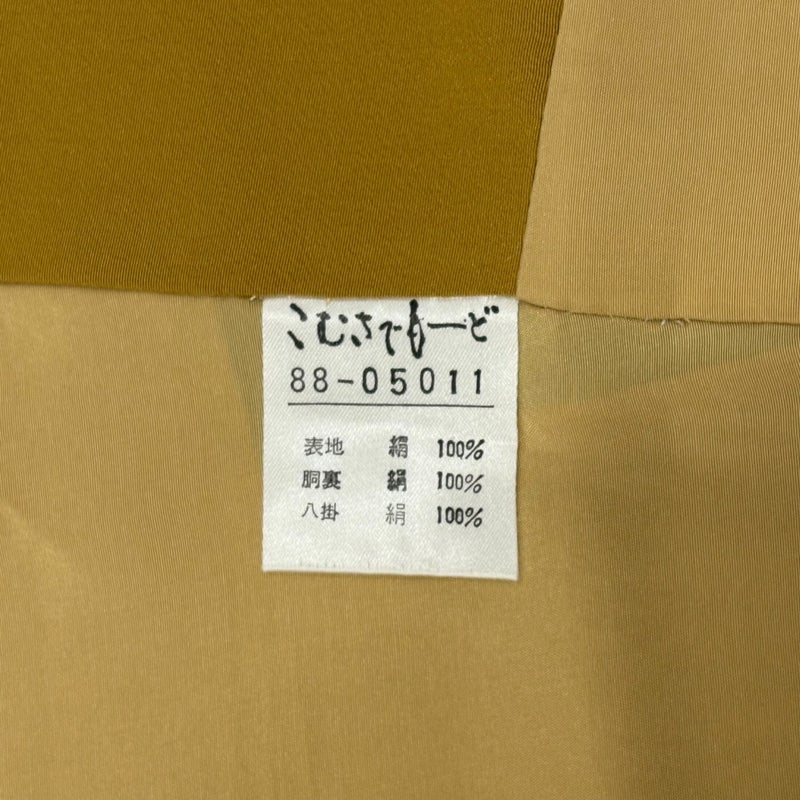 こむさでもーど
88-05011
表地 絹 100%
胴裏 絹 100%
八掛 絹 100%